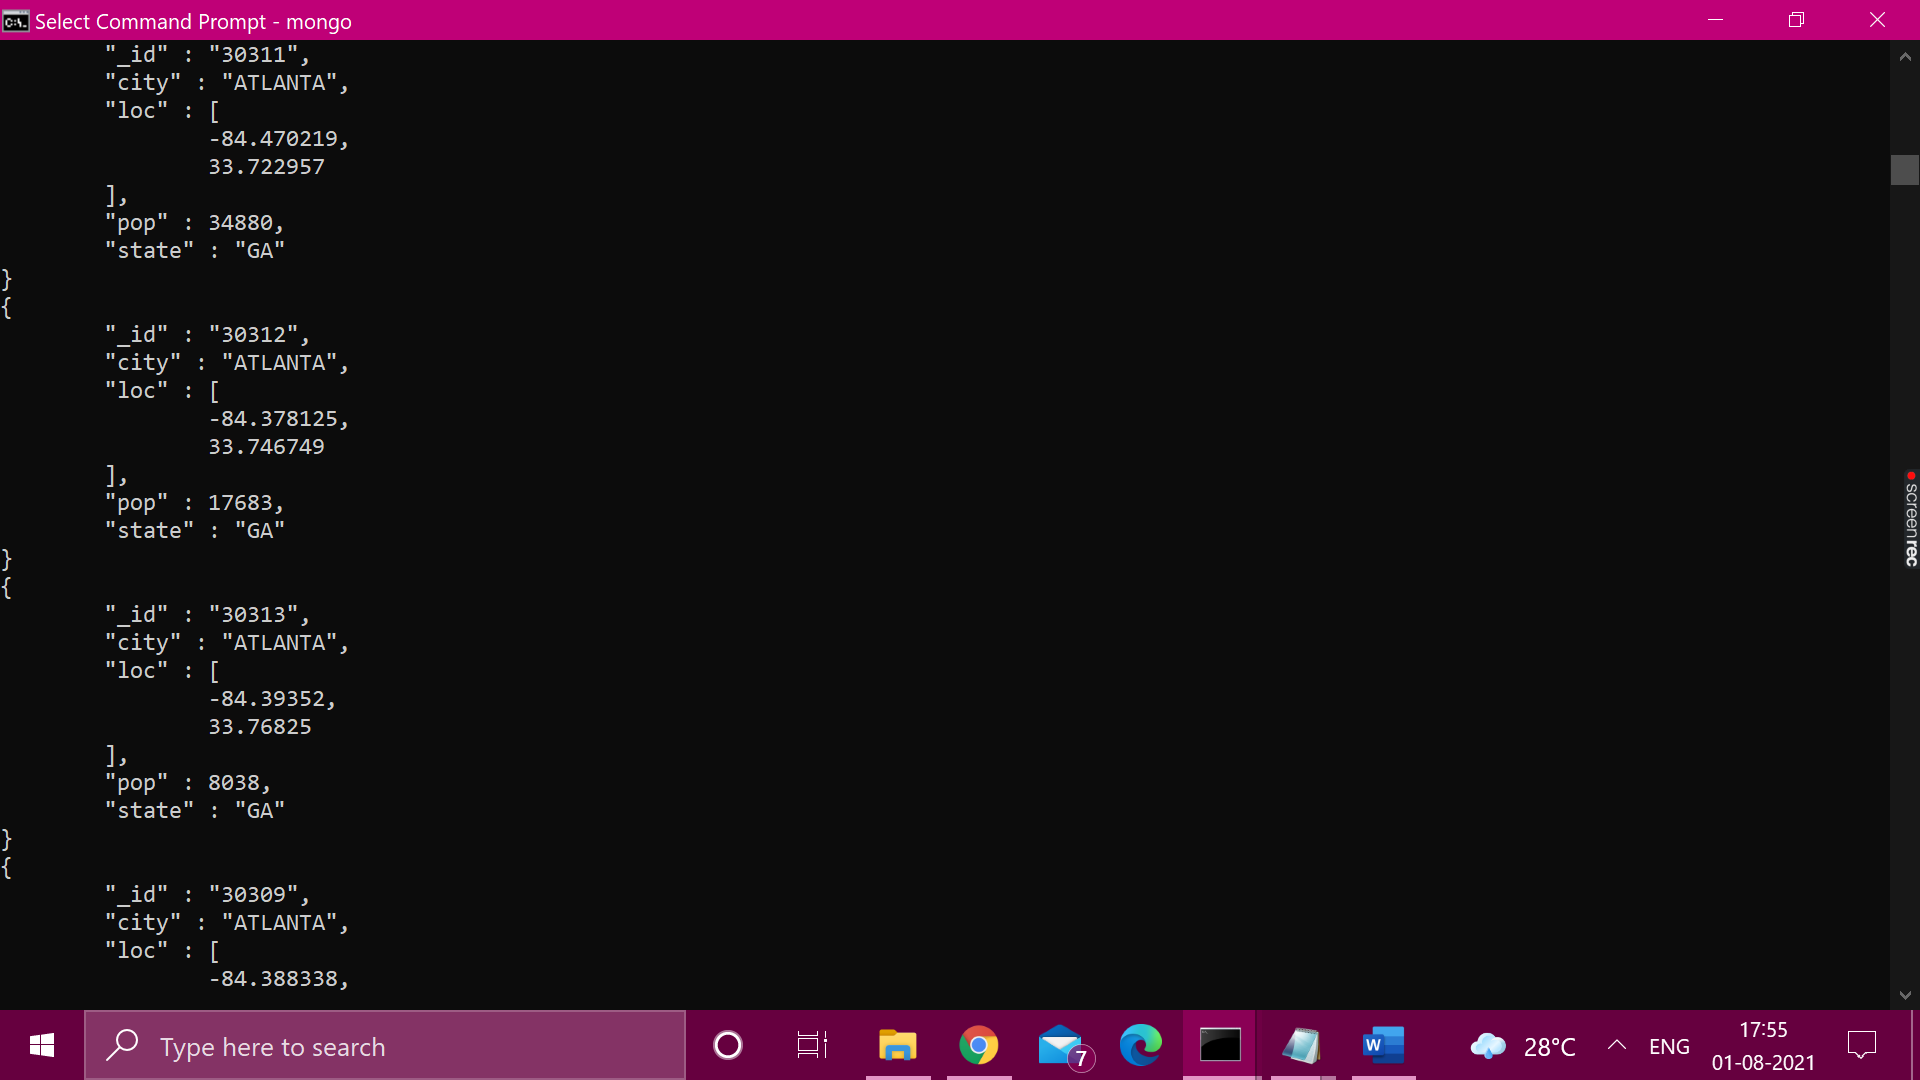 Select Command Prompt - mongo
"_id" : "30311",
"city" : "ATLANTA",
"loc" : [
-84.470219,
33.722957
],
"pop" : 34880,
"state" : "GA"
}
{
"_id" : "30312",
"city" : "ATLANTA",
"loc" : [
-84.378125,
33.746749
],
"pop" : 17683,
"state" : "GA"
}
{
"_id" : "30313",
"city" : "ATLANTA",
"loc" : [
-84.39352,
33.76825
],
"pop" : 8038,
"state" : "GA"
}
{
"_id" : "30309",
"city" : "ATLANTA",
"loc" : [
-84.388338,
screenrec
Type here to search
7
W
28°C
ENG
17:55
01-08-2021